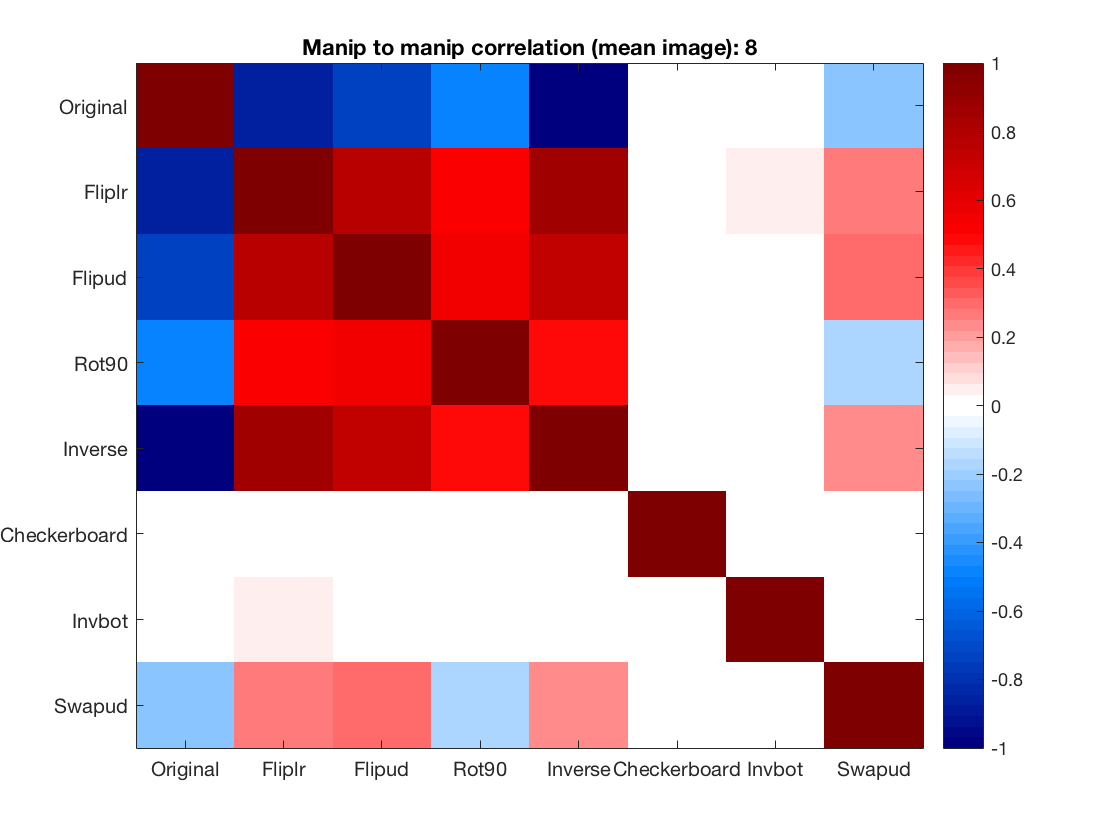 Manip to manip correlation (mean image): 8
Original
Fliplr
Flipud
Rot90
Inverse
Checkerboard
Invbot
Swapud
Original Fliplr Flipud Rot90 Inverse Checkerboard Invbot Swapud
1
0.8
0.6
0.4
0.2
0
-0.2
-0.4
-0.6
-0.8
-1